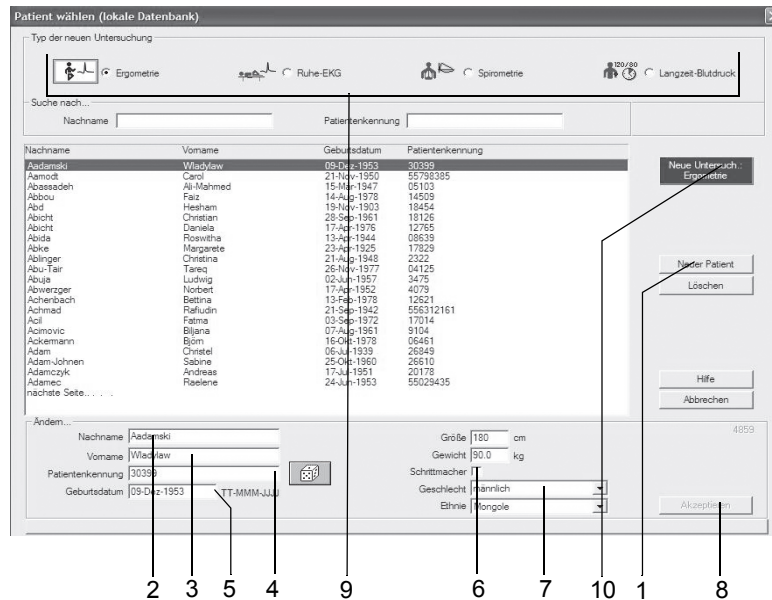 Patient wählen (lokale Datenbank)
Typ der neuen Untersuchung
Ergometrie
Ruhe-EKG
Spirometrie
120/80
Langzeit-Blutdruck
Suche nach...
Nachname
Patientenkennung
Nachname Vorname Geburtsdatum Patientenkennung
Aadamski Wladylaw 09-Dez-1953 30399
Aamodt Carol 21-Nov-1950 55798385
Abassadeh Ali-Mahmed 15-Mär-1947 05103
Abbou Faiz 14-Aug-1978 14509
Abd Hesham 19-Nov-1903 18454
Abicht Christian 28-Sep-1961 18126
Abicht Daniela 17-Apr-1976 12765
Abida Roswitha 13-Apr-1944 08639
Abke Margarete 23-Apr-1925 17829
Ablinger Christina 21-Aug-1948 2322
Abu-Tair Tareq 26-Nov-1977 04125
Abuja Ludwig 02-Jun-1957 3475
Abwerzger Norbert 17-Apr-1952 4079
Achenbach Bettina 13-Feb-1978 12621
Achmad Rafiudin 21-Sep-1942 556312161
Acil Fatma 03-Sep-1972 17014
Acimovic Biljana 07-Aug-1961 9104
Ackermann Björn 16-Okt-1978 06461
Adam Christel 06-Jul-1939 26849
Adam-Johnen Sabine 25-Okt-1960 26610
Adamczyk Andreas 17-Jul-1951 20178
Adamec Raelene 24-Jun-1953 55029435
nächste Seite.. . . .
Neue Untersuch.:
Ergometrie
Neuer Patient
Löschen
Hilfe
Abbrechen
Ändern...
Nachname Aadamski
Vorname Wladylaw
Patientenkennung 30399
Geburtsdatum 09-Dez-1953 TT-MMM-JJJJ
Größe 180 cm
Gewicht 90.0 kg
Schrittmacher
Geschlecht männlich
Ethnie Mongole
4859
Akzeptieren
2 3 5 4 9 6 7 10 1 8